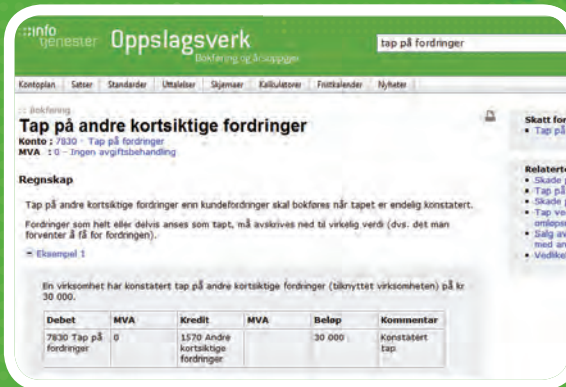 :::info
tjenester
Oppslagsverk
Bokføring og årsoppgjør
tap på fordringer
Kontoplan Satser Standarder Uttalelser Skjemaer Kalkulatorer Fristkalender Nyheter
::: Bokføring
Tap på andre kortsiktige fordringer
Konto : 7830 - Tap på fordringer
MVA : 0 - Ingen avgiftsbehandling
Regnskap
Tap på andre kortsiktige fordringer enn kundefordringer skal bokføres når tapet er endelig konstatert.
Fordringer som helt eller delvis anses som tapt, må avskrives ned til virkelig verdi (dvs. det man
forventer å få for fordringen).
Eksempel 1
En virksomhet har konstatert tap på andre kortsiktige fordringer (tilknyttet virksomheten) på kr
30 000.
Debet MVA Kredit MVA Beløp Kommentar
7830 Tap på 0 1570 Andre 30 000 Konstatert
fordringer kortsiktige tap
fordringer
Skatt for
Tap på
Skade
Tap på
Skade
Tap
Salg av
med an